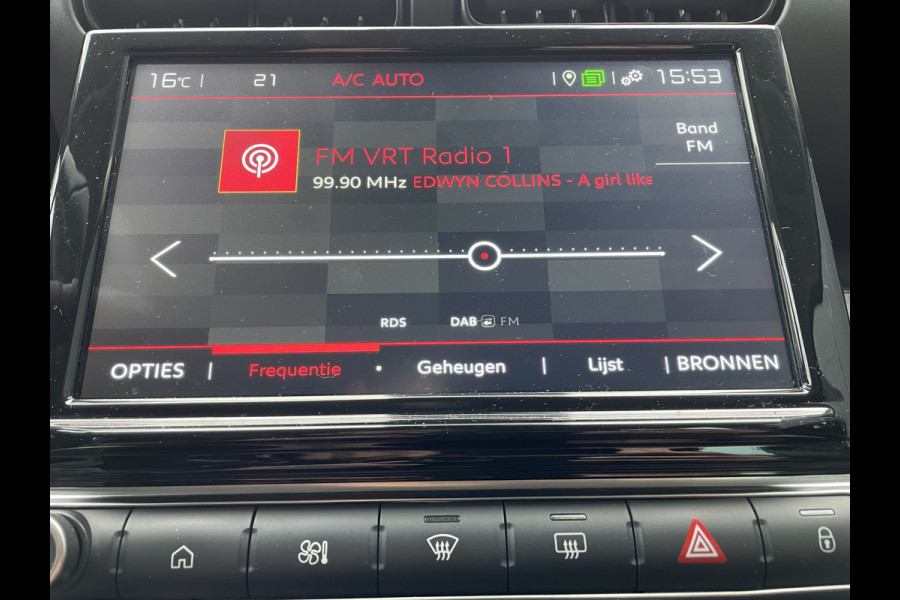 16°C | 21 A/C AUTO 15:53
Band
FM
FM VRT Radio 1
99.90 MHz EDWYN COLLINS - A girl like
RDS DAB FM
OPTIES | Frequentie • Geheugen | Lijst | BRONNEN